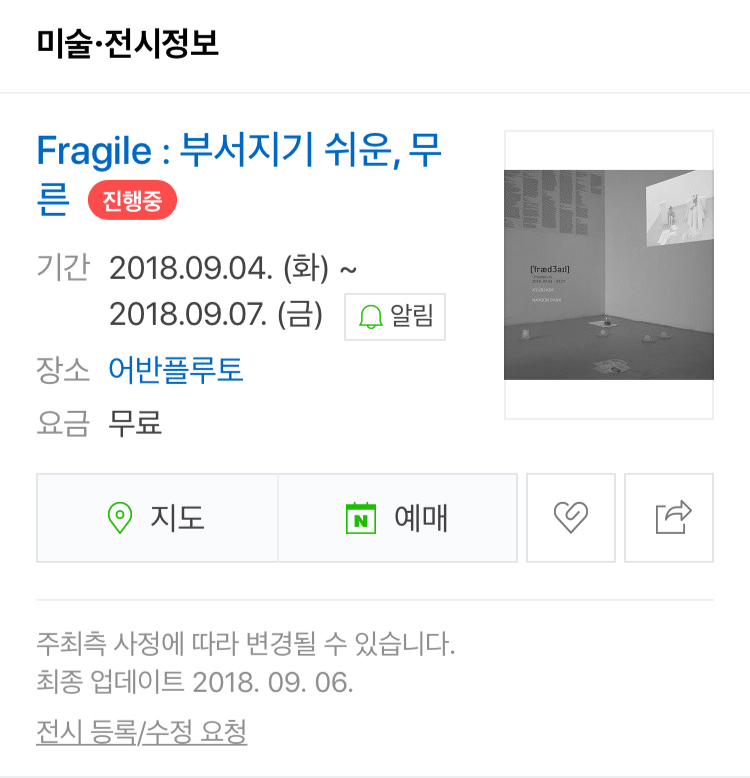 미술·전시정보
Fragile : 부서지기 쉬운, 무
른 진행중
기간 2018.09.04. (화) ~
2018.09.07. (금) 알림
장소 어반플루토
요금 무료
['frædʒaɪl]
지도 N 예매
주최측 사정에 따라 변경될 수 있습니다.
최종 업데이트 2018. 09. 06.
전시 등록/수정 요청